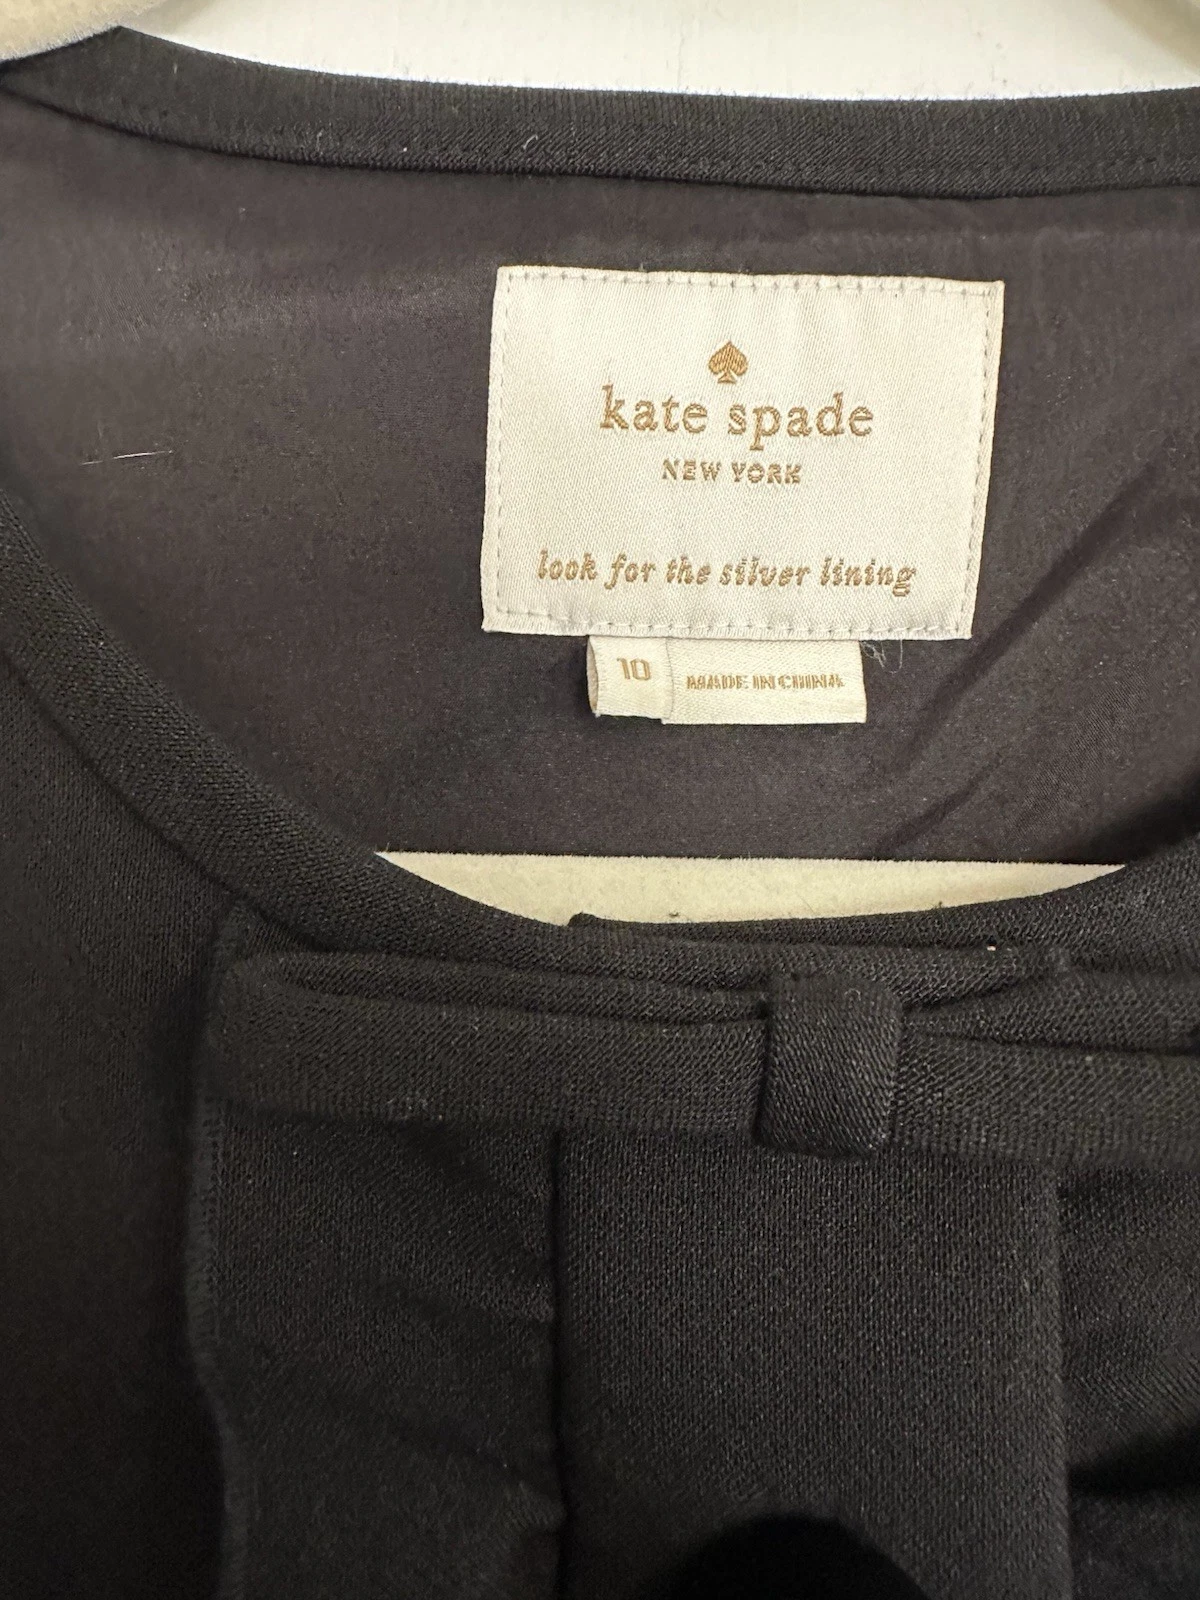 kate spade
NEW YORK
look for the silver lining
10
MADE IN CHINA